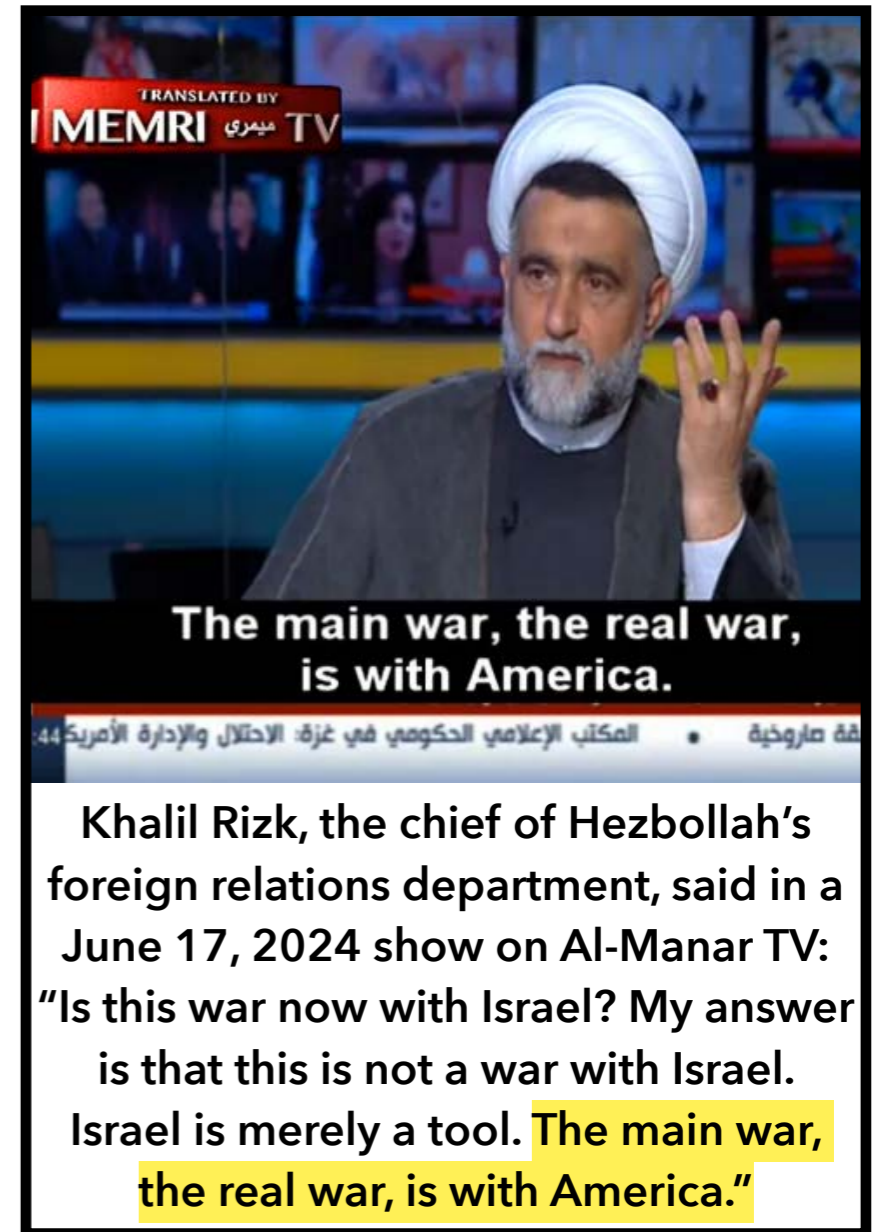 TRANSLATED BY
MEMRI ميمري TV
The main war, the real war,
is with America.
المكتب الإعلامي الحكومي في غزة: الاحتلال والإدارة • صاروخية
:44
Khalil Rizk, the chief of Hezbollah’s
foreign relations department, said in a
June 17, 2024 show on Al-Manar TV:
“Is this war now with Israel? My answer
is that this is not a war with Israel.
Israel is merely a tool. The main war,
the real war, is with America.”